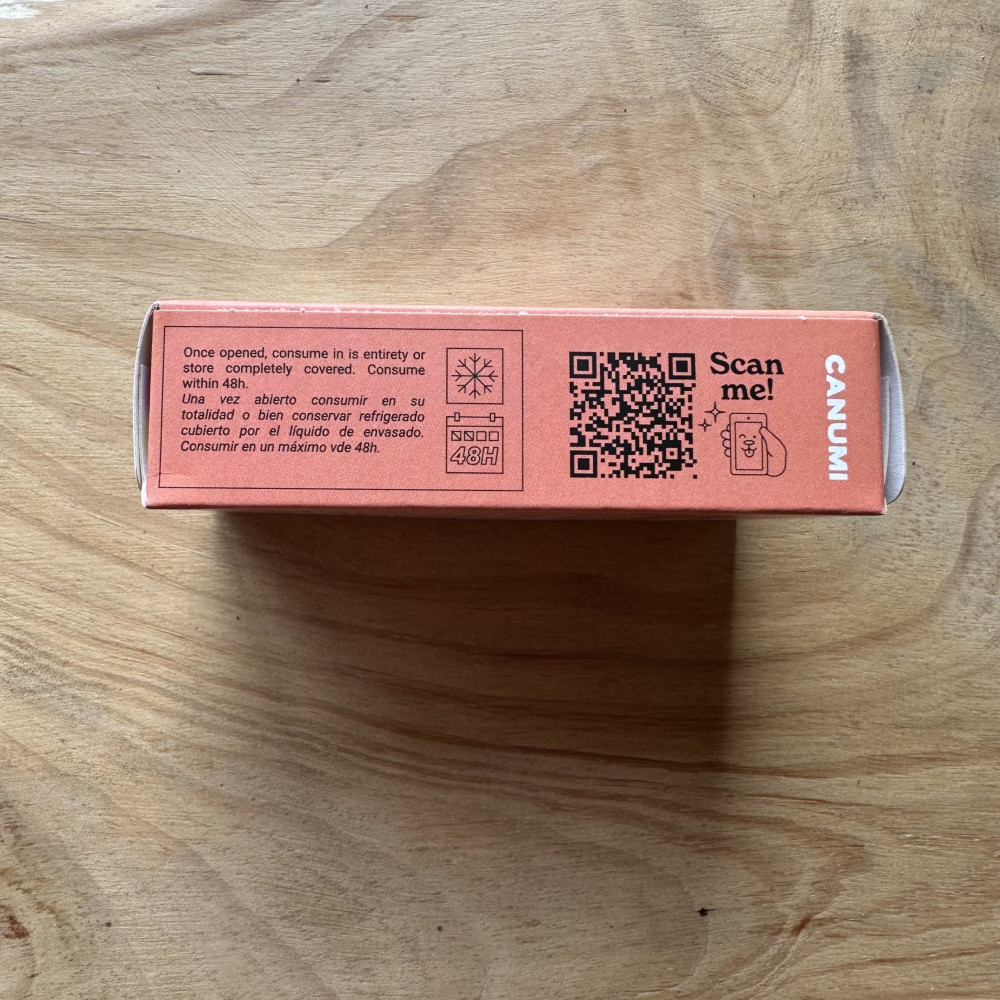 Once opened, consume in is entirety or
store completely covered. Consume
within 48h.
Una vez abierto consumir en su
totalidad o bien conservar refrigerado
cubierto por el líquido de envasado.
Consumir en un máximo vde 48h.
48H
Scan
me!
CANUMI